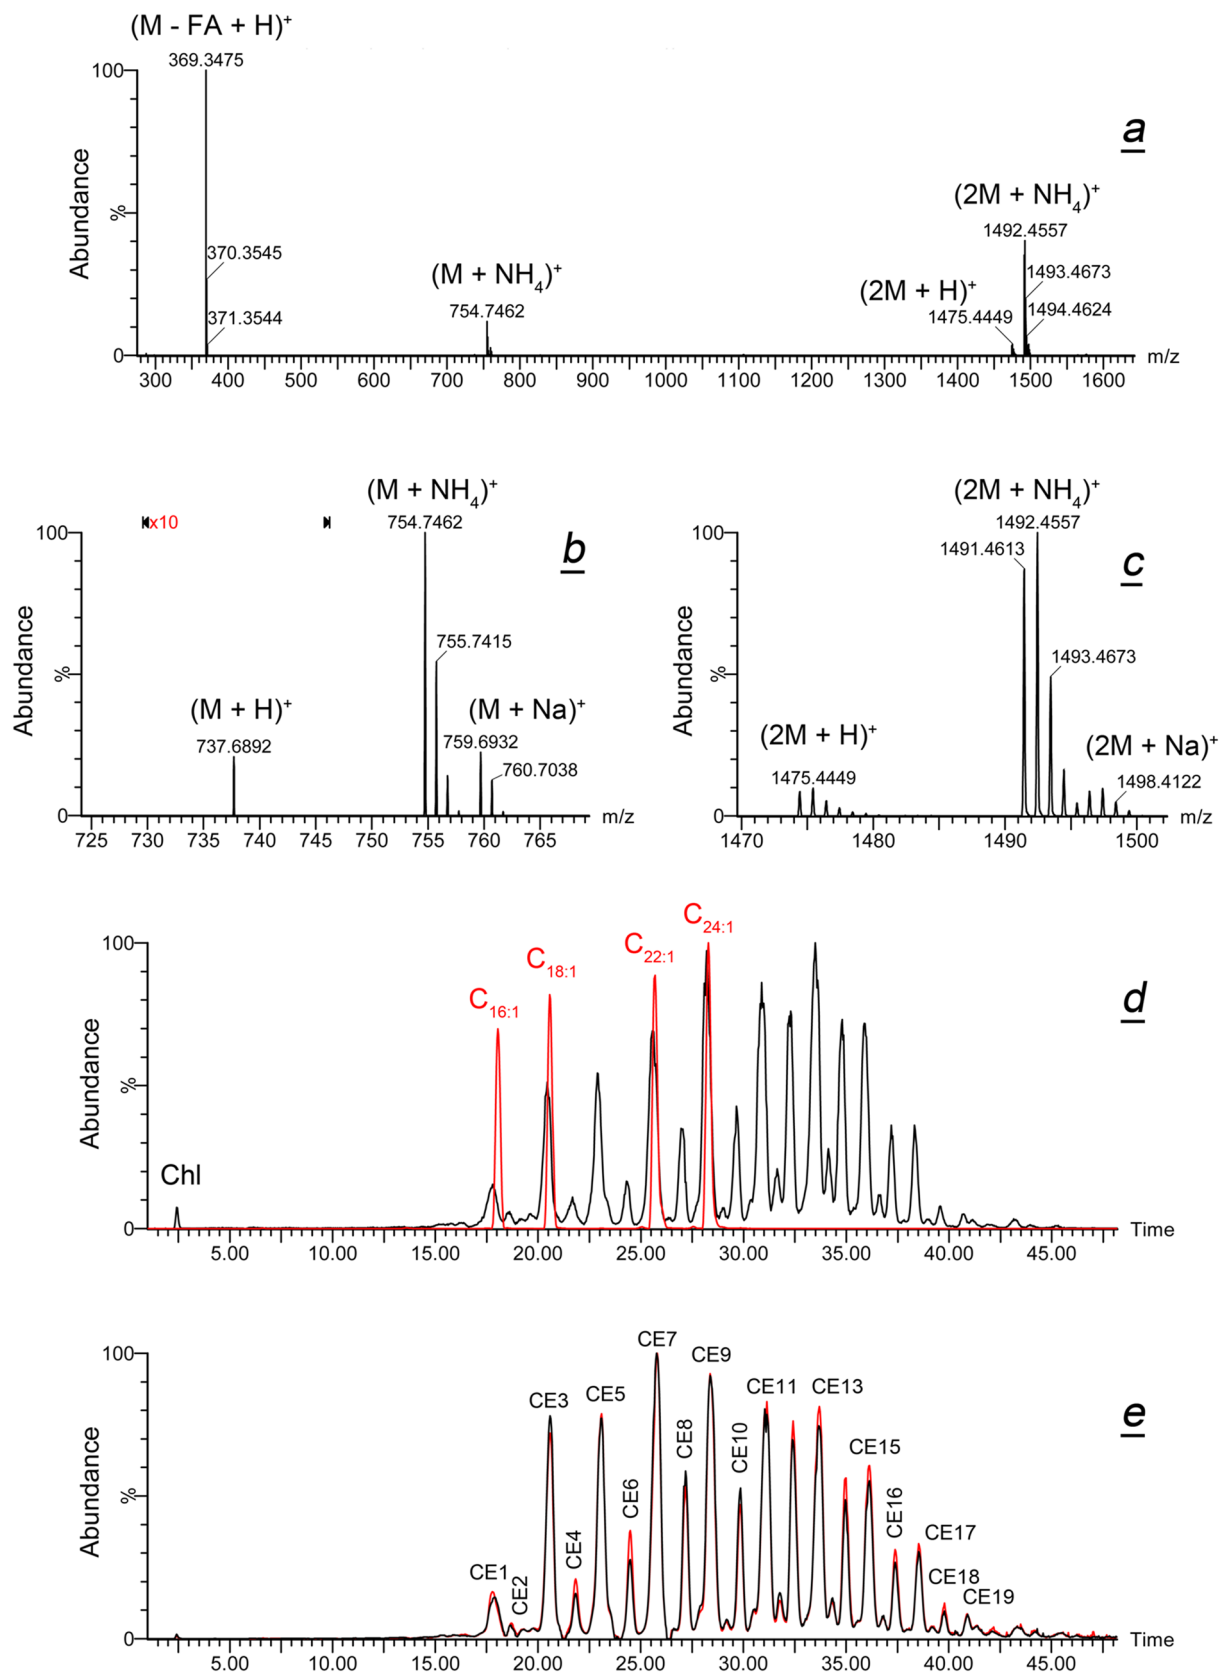 (M - FA + H)⁺
369.3475
100
a
Abundance
%
(2M + NH₄)⁺
1492.4557
370.3545
(M + NH₄)⁺
(2M + H)⁺
1493.4673
754.7462
1475.4449
1494.4624
371.3544
0
m/z
300 400 500 600 700 800 900 1000 1100 1200 1300 1400 1500 1600
(M + NH₄)⁺
x10
754.7462
100
b
Abundance
%
755.7415
(M + H)⁺
(M + Na)⁺
737.6892
759.6932
760.7038
0
m/z
725 730 735 740 745 750 755 760 765
(2M + NH₄)⁺
1492.4557
100
1491.4613
c
Abundance
%
1493.4673
(2M + H)⁺
(2M + Na)⁺
1475.4449
1498.4122
0
m/z
1470 1480 1490 1500
C₂₄:₁
C₂₂:₁
C₁₈:₁
C₁₆:₁
100
d
Abundance
%
Chl
0
Time
5.00 10.00 15.00 20.00 25.00 30.00 35.00 40.00 45.00
CE7
100
CE9
CE3
CE5
CE11
CE13
e
Abundance
%
CE8
CE10
CE15
CE6
CE16
CE4
CE17
CE1
CE2
CE18
CE19
0
Time
5.00 10.00 15.00 20.00 25.00 30.00 35.00 40.00 45.00